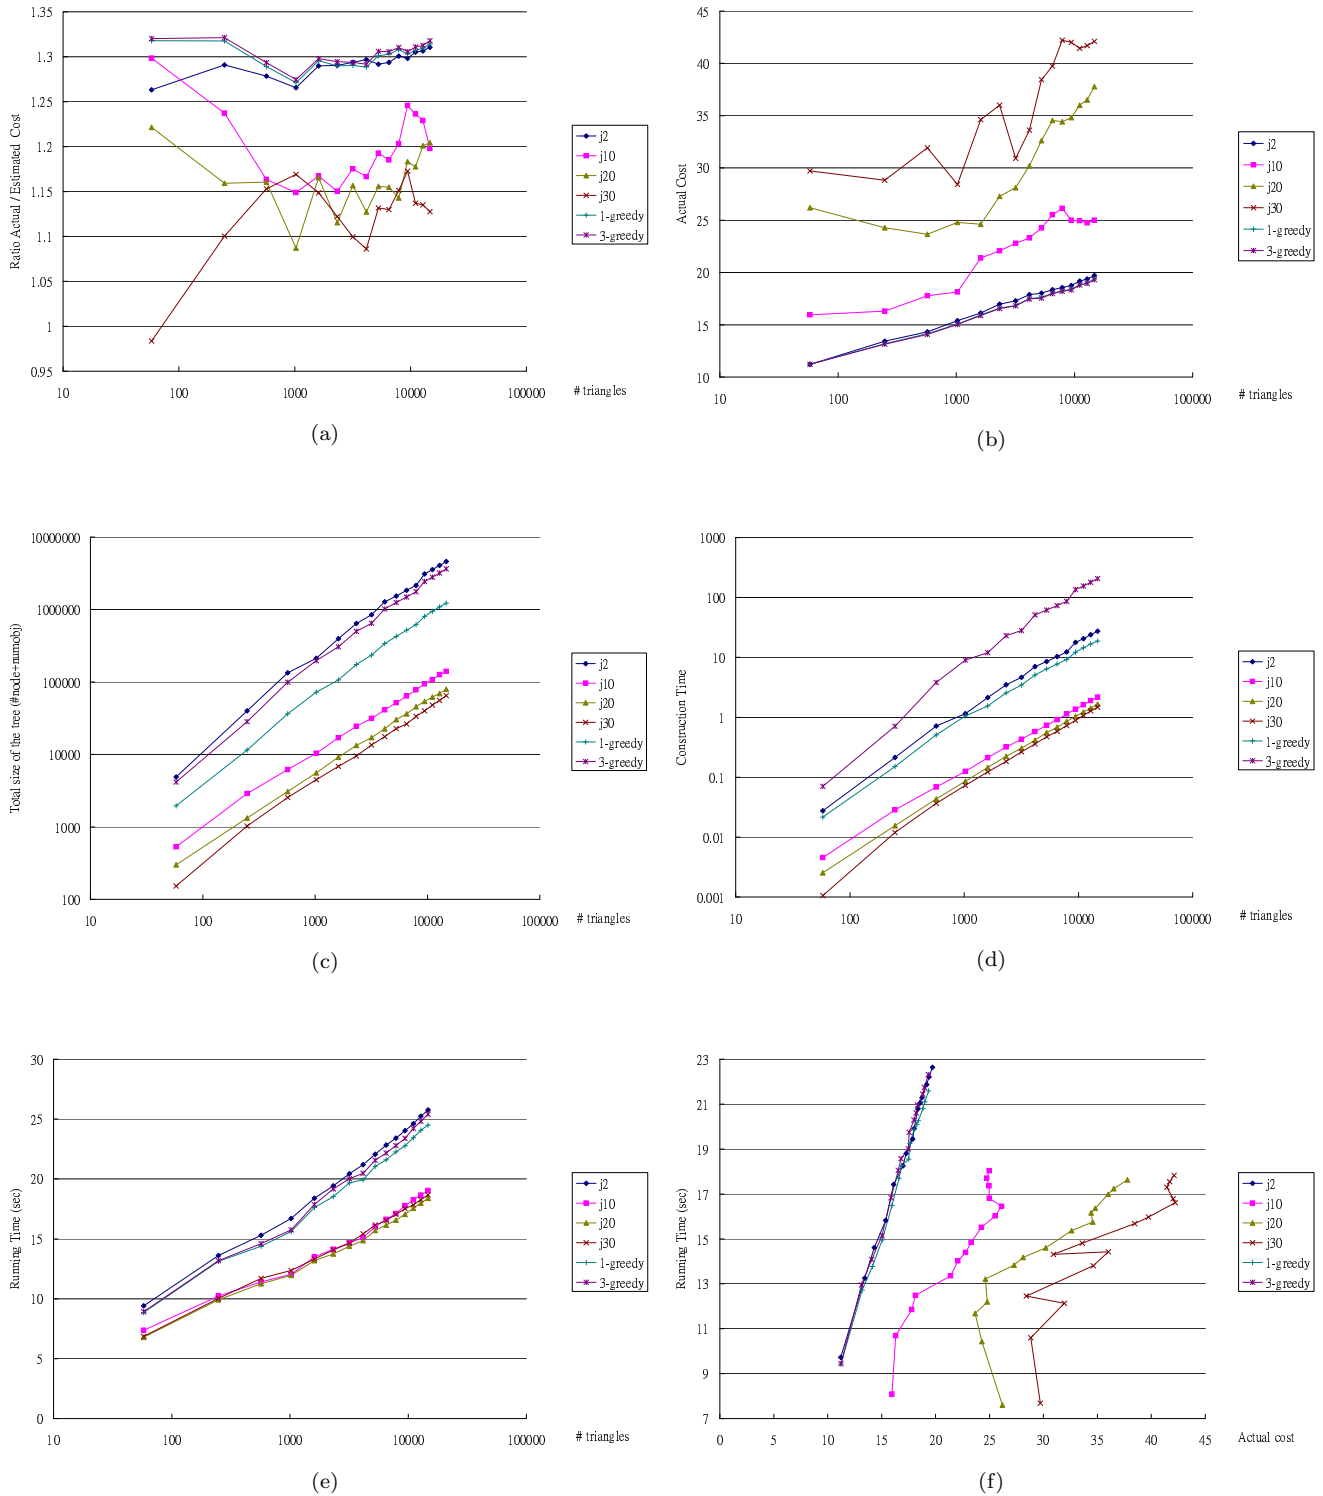 1.35
1.3
1.25
1.2
1.15
1.1
1.05
1
0.95
Ratio Actual / Estimated Cost
10 100 1000 10000 100000
# triangles
j2
j10
j20
j30
1-greedy
3-greedy
(a)
45
40
35
30
25
20
15
10
Actual Cost
10 100 1000 10000 100000
# triangles
j2
j10
j20
j30
1-greedy
3-greedy
(b)
10000000
1000000
100000
10000
1000
100
Total size of the tree (#node+numobj)
10 100 1000 10000 100000
# triangles
j2
j10
j20
j30
1-greedy
3-greedy
(c)
1000
100
10
1
0.1
0.01
0.001
Construction Time
10 100 1000 10000 100000
# triangles
j2
j10
j20
j30
1-greedy
3-greedy
(d)
30
25
20
15
10
5
0
Running Time (sec)
10 100 1000 10000 100000
# triangles
j2
j10
j20
j30
1-greedy
3-greedy
(e)
23
21
19
17
15
13
11
9
7
Running Time (sec)
0 5 10 15 20 25 30 35 40 45
Actual cost
j2
j10
j20
j30
1-greedy
3-greedy
(f)